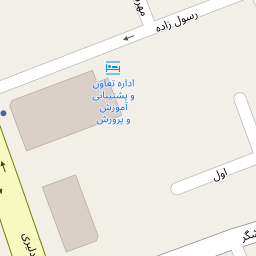 رسول زاده
اداره تعاون
و پشتیبانی
آموزش
و پرورش
اول